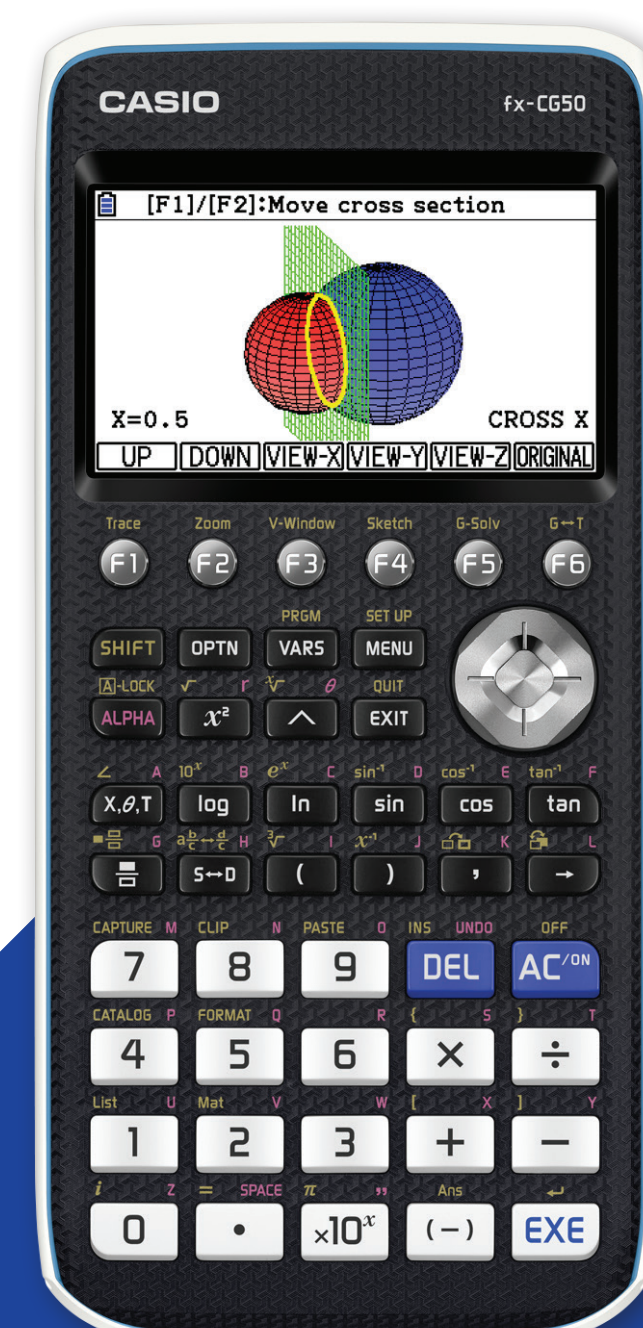 CASIO fx-CG50
[F1]/[F2]:Move cross section
X=0.5 CROSS X
UP DOWN VIEW-X VIEW-Y VIEW-Z ORIGINAL
Trace Zoom V-Window Sketch G-Solv G↔T
F1 F2 F3 F4 F5 F6
PRGM SET UP
SHIFT OPTN VARS MENU
A-LOCK √ r ˣ√ θ QUIT
ALPHA x² ^ EXIT
∠ A 10ˣ B eˣ C sin⁻¹ D cos⁻¹ E tan⁻¹ F
X,θ,T log ln sin cos tan
G a b/c↔d/c H ³√ I x⁻¹ J K L
S↔D ( ) , →
CAPTURE M CLIP N PASTE O INS UNDO OFF
7 8 9 DEL AC/ON
CATALOG P FORMAT Q R { S } T
4 5 6 × ÷
List U Mat V W [ X ] Y
1 2 3 + −
i Z = SPACE π " Ans ↵
0 • ×10ˣ (−) EXE